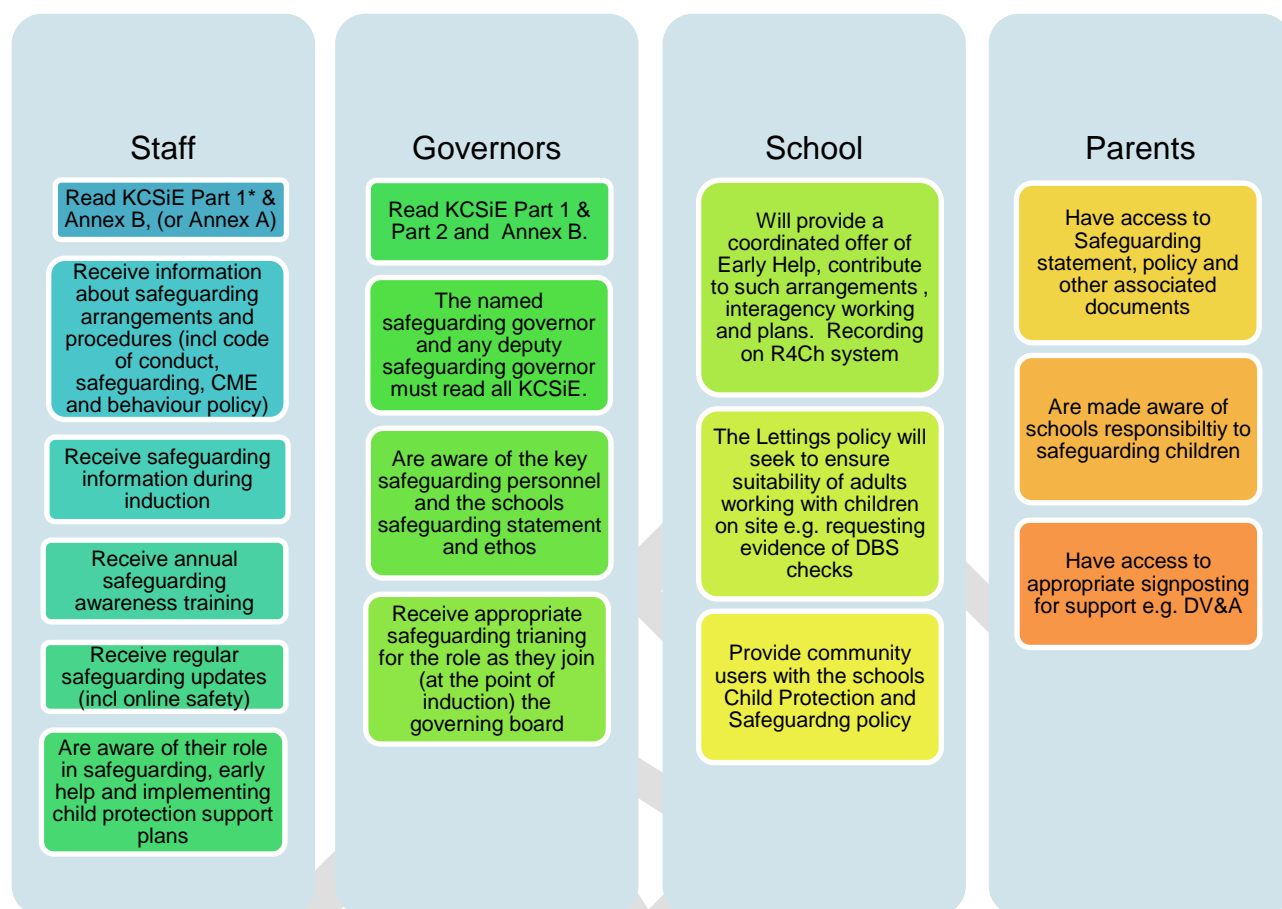 Staff
Read KCSiE Part 1* &
Annex B, (or Annex A)
Receive information
about safeguarding
arrangements and
procedures (incl code
of conduct,
safeguarding, CME
and behaviour policy)
Receive safeguarding
information during
induction
Receive annual
safeguarding
awareness training
Receive regular
safeguarding updates
(incl online safety)
Are aware of their role
in safeguarding, early
help and implementing
child protection support
plans
Governors
Read KCSiE Part 1 &
Part 2 and Annex B.
The named
safeguarding governor
and any deputy
safeguarding governor
must read all KCSiE.
Are aware of the key
safeguarding personnel
and the schools
safeguarding statement
and ethos
Receive appropriate
safeguarding trianing
for the role as they join
(at the point of
induction) the
governing board
School
Will provide a
coordinated offer of
Early Help, contribute
to such arrangements ,
interagency working
and plans. Recording
on R4Ch system
The Lettings policy will
seek to ensure
suitability of adults
working with children
on site e.g. requesting
evidence of DBS
checks
Provide community
users with the schools
Child Protection and
Safeguardng policy
Parents
Have access to
Safeguarding
statement, policy and
other associated
documents
Are made aware of
schools responsibiltiy to
safeguarding children
Have access to
appropriate signposting
for support e.g. DV&A